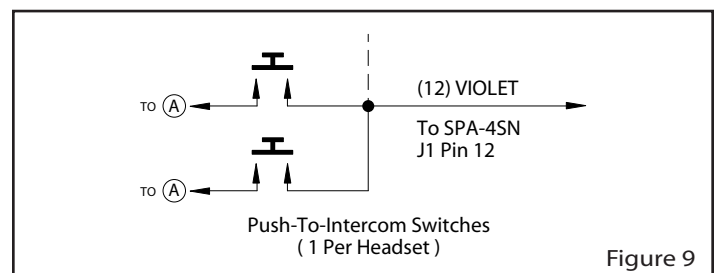 (12) VIOLET
TO A
To SPA-4SN
J1 Pin 12
TO A
Push-To-Intercom Switches
( 1 Per Headset )
Figure 9